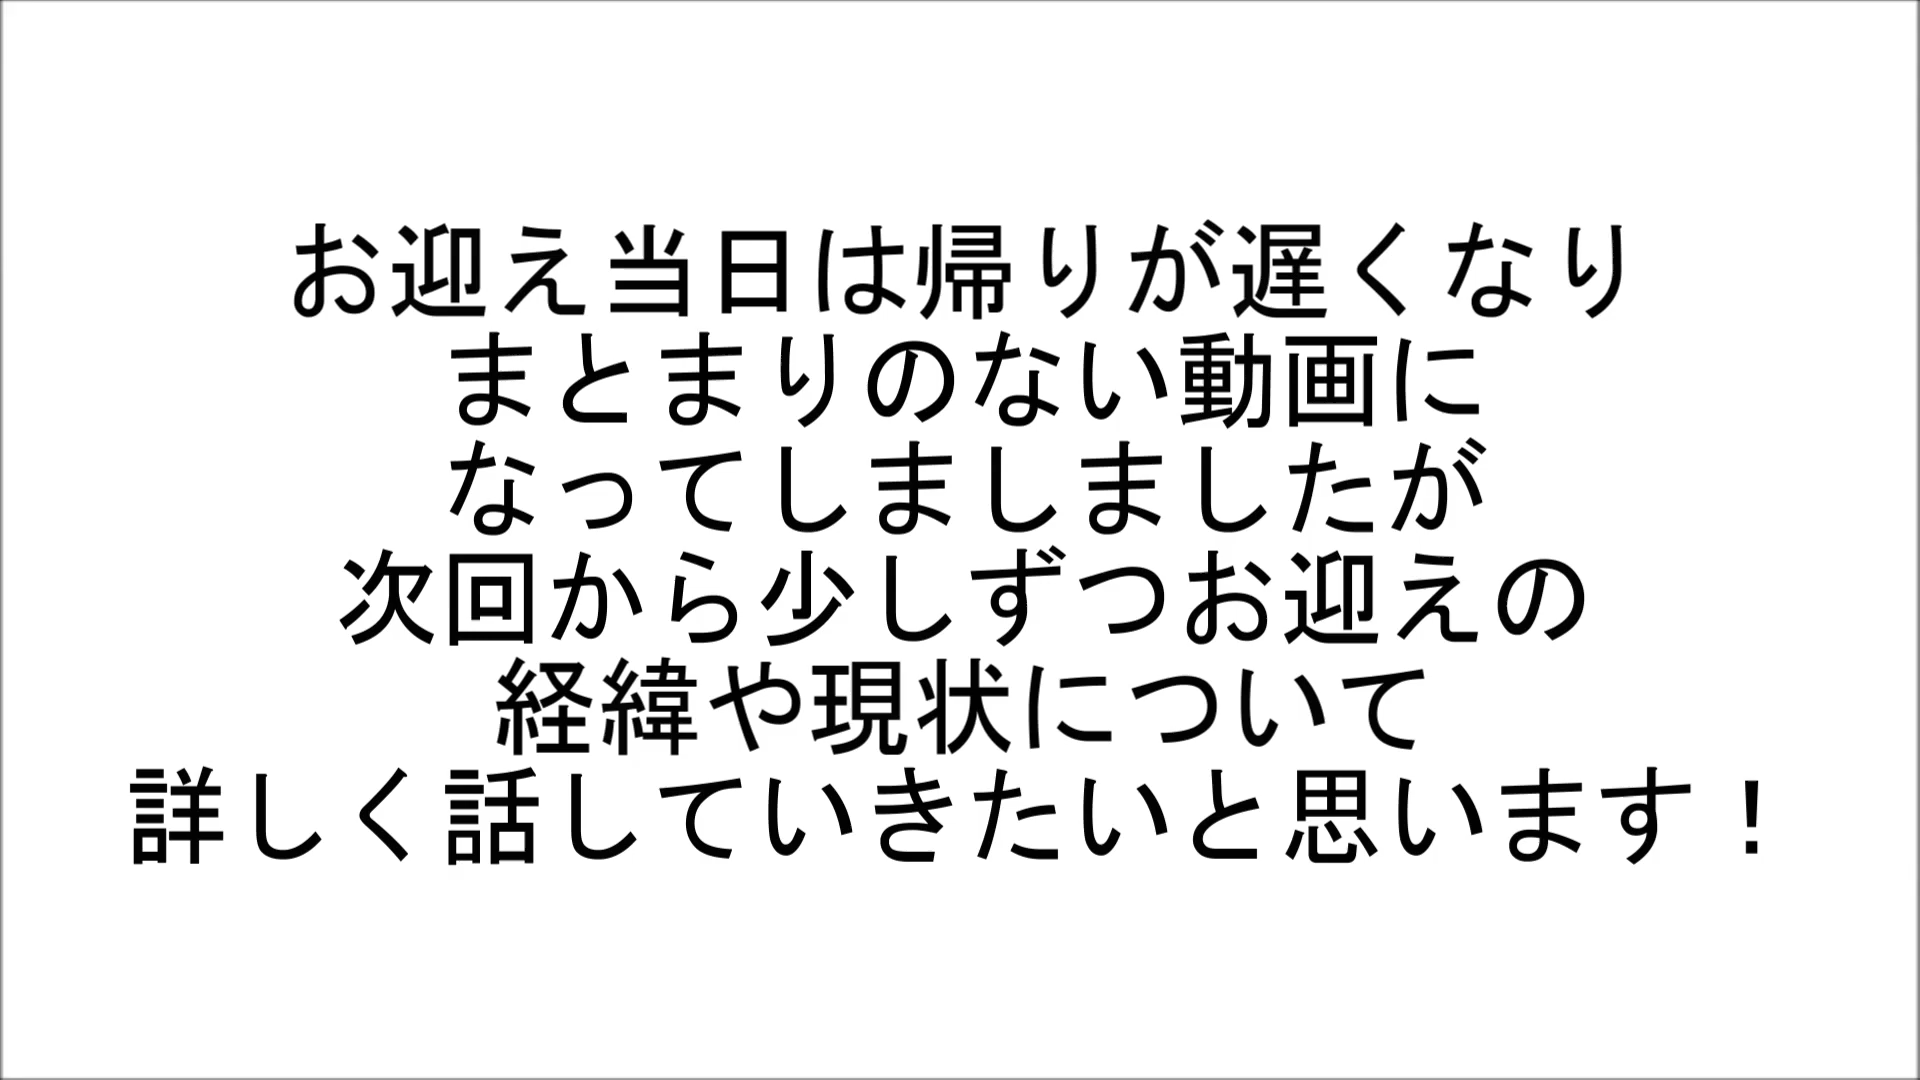 お迎え当日は帰りが遅くなり
まとまりのない動画に
なってしましましたが
次回から少しずつお迎えの
経緯や現状について
詳しく話していきたいと思います！